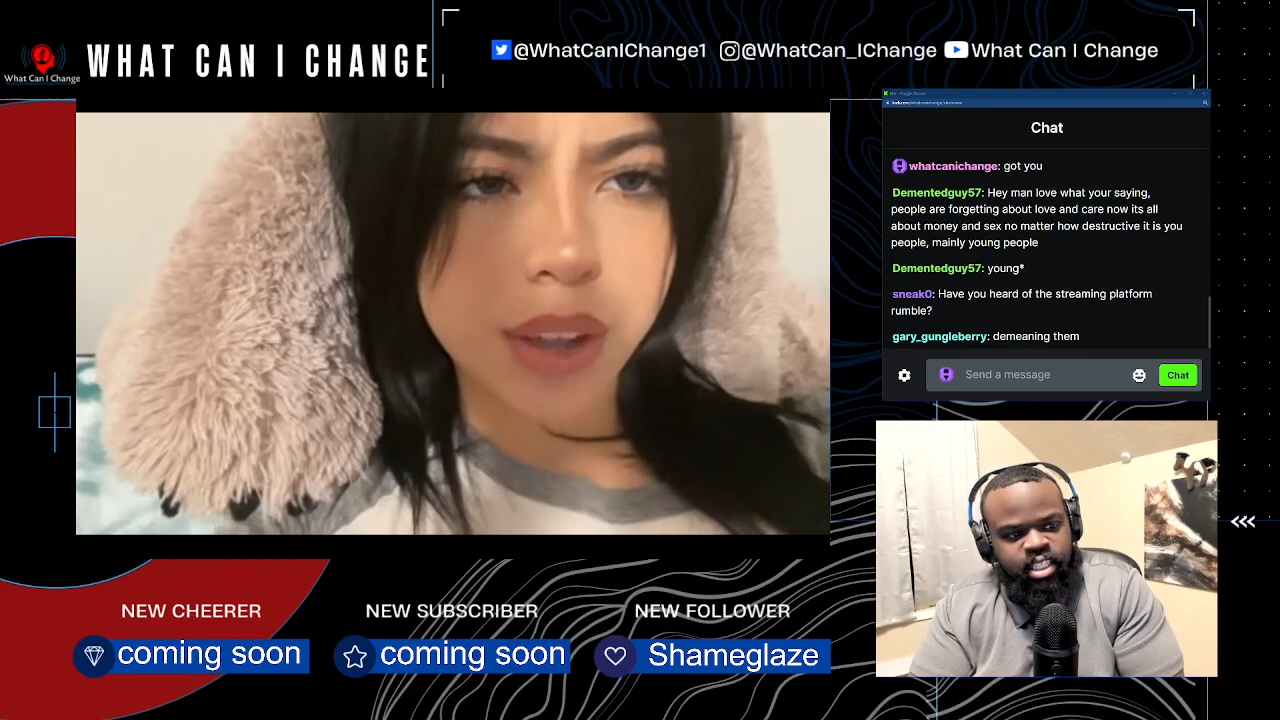 What Can I Change
WHAT CAN I CHANGE
@WhatCanIChange1 @WhatCan_IChange What Can I Change
Chat
whatcanichange: got you
Dementedguy57: Hey man love what your saying,
people are forgetting about love and care now its all
about money and sex no matter how destructive it is you
people, mainly young people
Dementedguy57: young*
sneak0: Have you heard of the streaming platform
rumble?
gary_gungleberry: demeaning them
Send a message
Chat
NEW CHEERER
NEW SUBSCRIBER
NEW FOLLOWER
coming soon
coming soon
Shameglaze